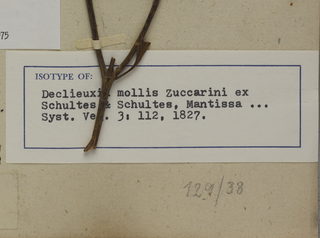 75
ISOTYPE OF:
Declieuxia mollis Zuccarini ex
Schultes & Schultes, Mantissa ...
Syst. Veg. 3: 112, 1827.
129/38